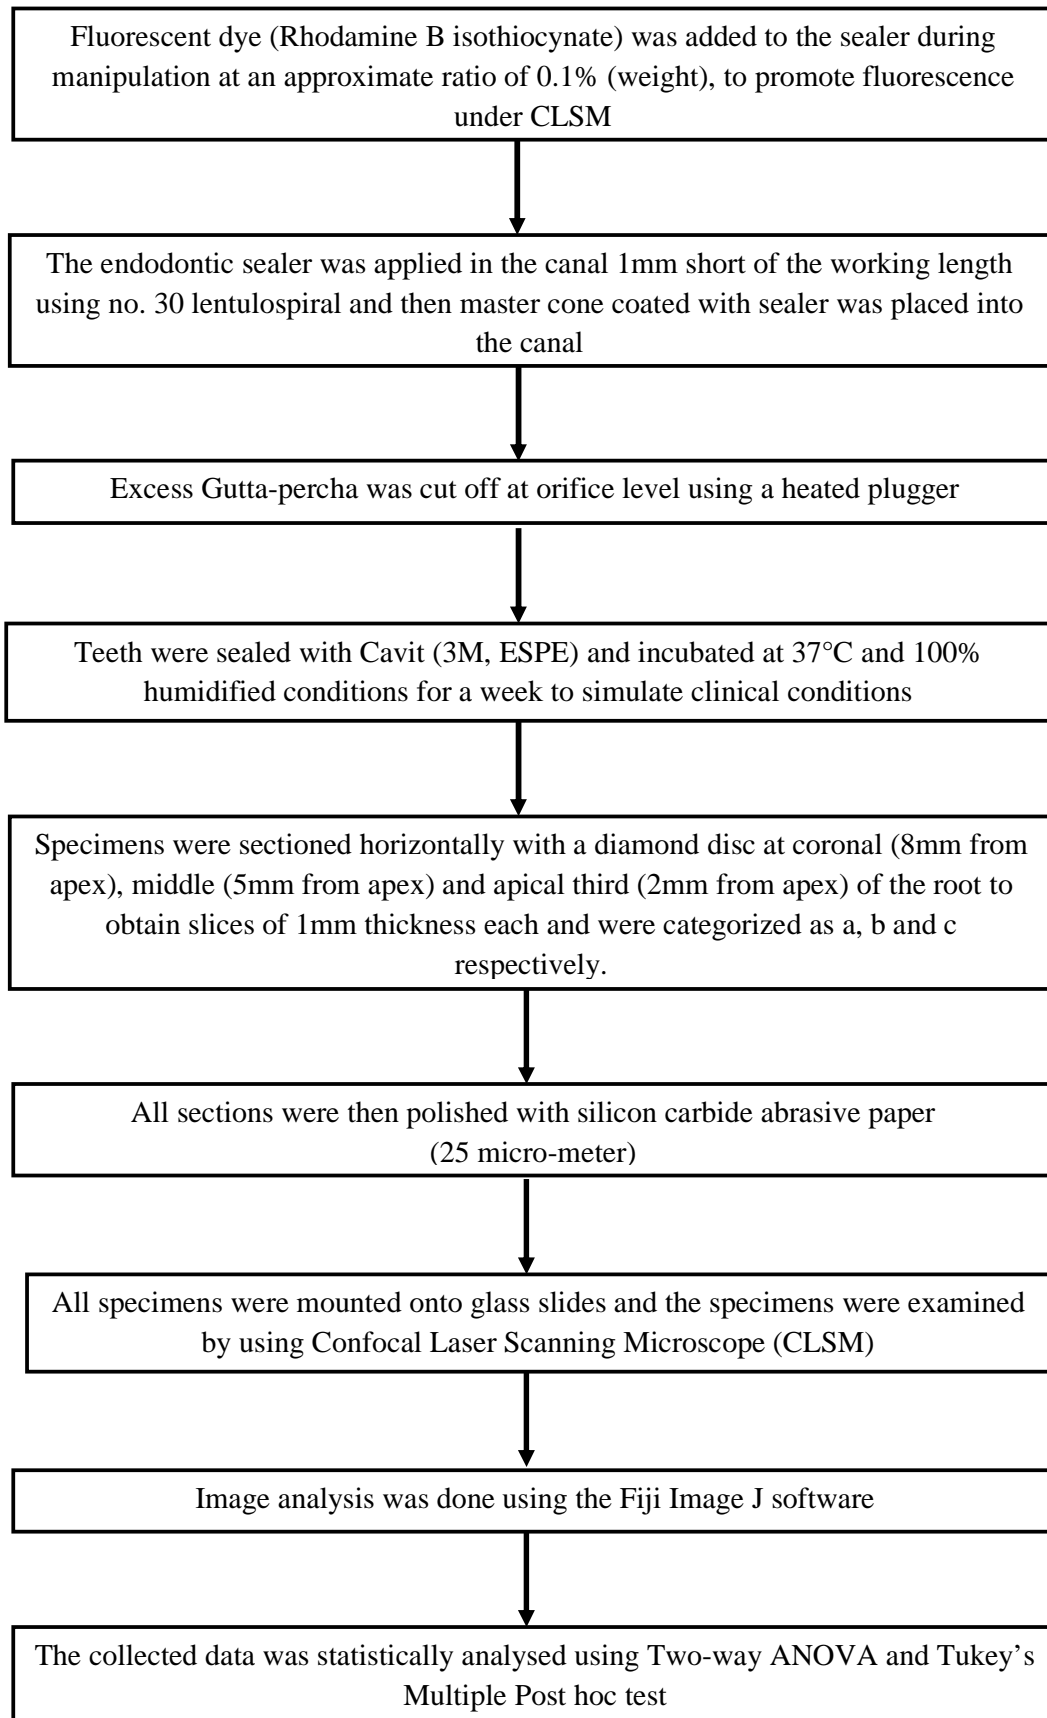 Fluorescent dye (Rhodamine B isothiocynate) was added to the sealer during
manipulation at an approximate ratio of 0.1% (weight), to promote fluorescence
under CLSM
The endodontic sealer was applied in the canal 1mm short of the working length
using no. 30 lentulospiral and then master cone coated with sealer was placed into
the canal
Excess Gutta-percha was cut off at orifice level using a heated plugger
Teeth were sealed with Cavit (3M, ESPE) and incubated at 37°C and 100%
humidified conditions for a week to simulate clinical conditions
Specimens were sectioned horizontally with a diamond disc at coronal (8mm from
apex), middle (5mm from apex) and apical third (2mm from apex) of the root to
obtain slices of 1mm thickness each and were categorized as a, b and c
respectively.
All sections were then polished with silicon carbide abrasive paper
(25 micro-meter)
All specimens were mounted onto glass slides and the specimens were examined
by using Confocal Laser Scanning Microscope (CLSM)
Image analysis was done using the Fiji Image J software
The collected data was statistically analysed using Two-way ANOVA and Tukey’s
Multiple Post hoc test